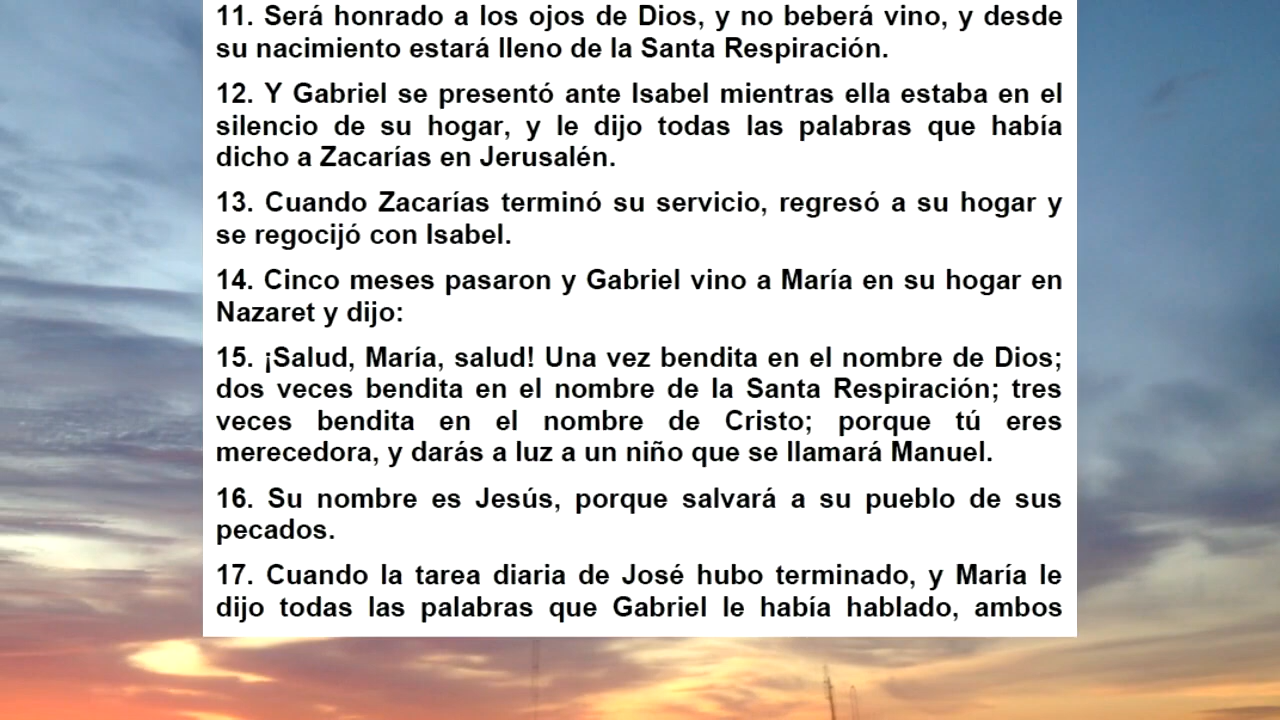 11. Será honrado a los ojos de Dios, y no beberá vino, y desde
su nacimiento estará lleno de la Santa Respiración.
12. Y Gabriel se presentó ante Isabel mientras ella estaba en el
silencio de su hogar, y le dijo todas las palabras que había
dicho a Zacarías en Jerusalén.
13. Cuando Zacarías terminó su servicio, regresó a su hogar y
se regocijó con Isabel.
14. Cinco meses pasaron y Gabriel vino a María en su hogar en
Nazaret y dijo:
15. ¡Salud, María, salud! Una vez bendita en el nombre de Dios;
dos veces bendita en el nombre de la Santa Respiración; tres
veces bendita en el nombre de Cristo; porque tú eres
merecedora, y darás a luz a un niño que se llamará Manuel.
16. Su nombre es Jesús, porque salvará a su pueblo de sus
pecados.
17. Cuando la tarea diaria de José hubo terminado, y María le
dijo todas las palabras que Gabriel le había hablado, ambos